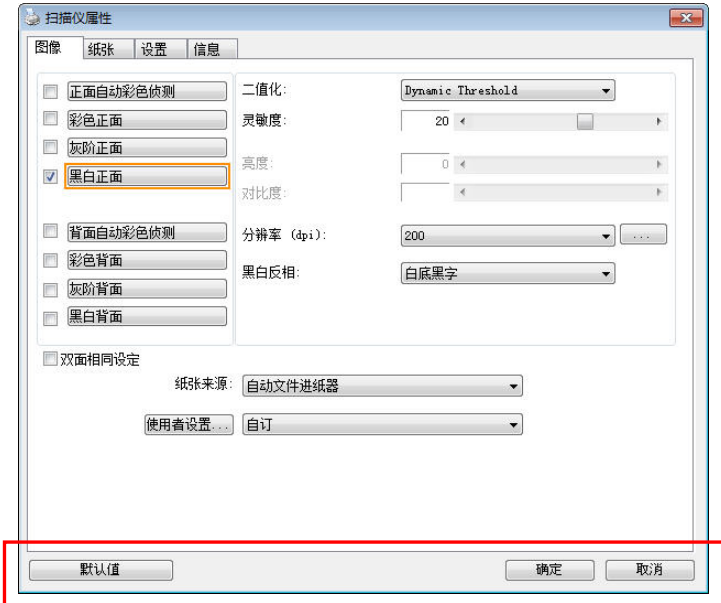 扫描仪属性
图像 纸张 设置 信息
正面自动彩色侦测
彩色正面
灰阶正面
黑白正面
背面自动彩色侦测
彩色背面
灰阶背面
黑白背面
二值化: Dynamic Threshold
灵敏度: 20
亮度: 0
对比度:
分辨率 (dpi): 200 ...
黑白反相: 白底黑字
双面相同设定
纸张来源: 自动文件进纸器
使用者设置... 自订
默认值 确定 取消